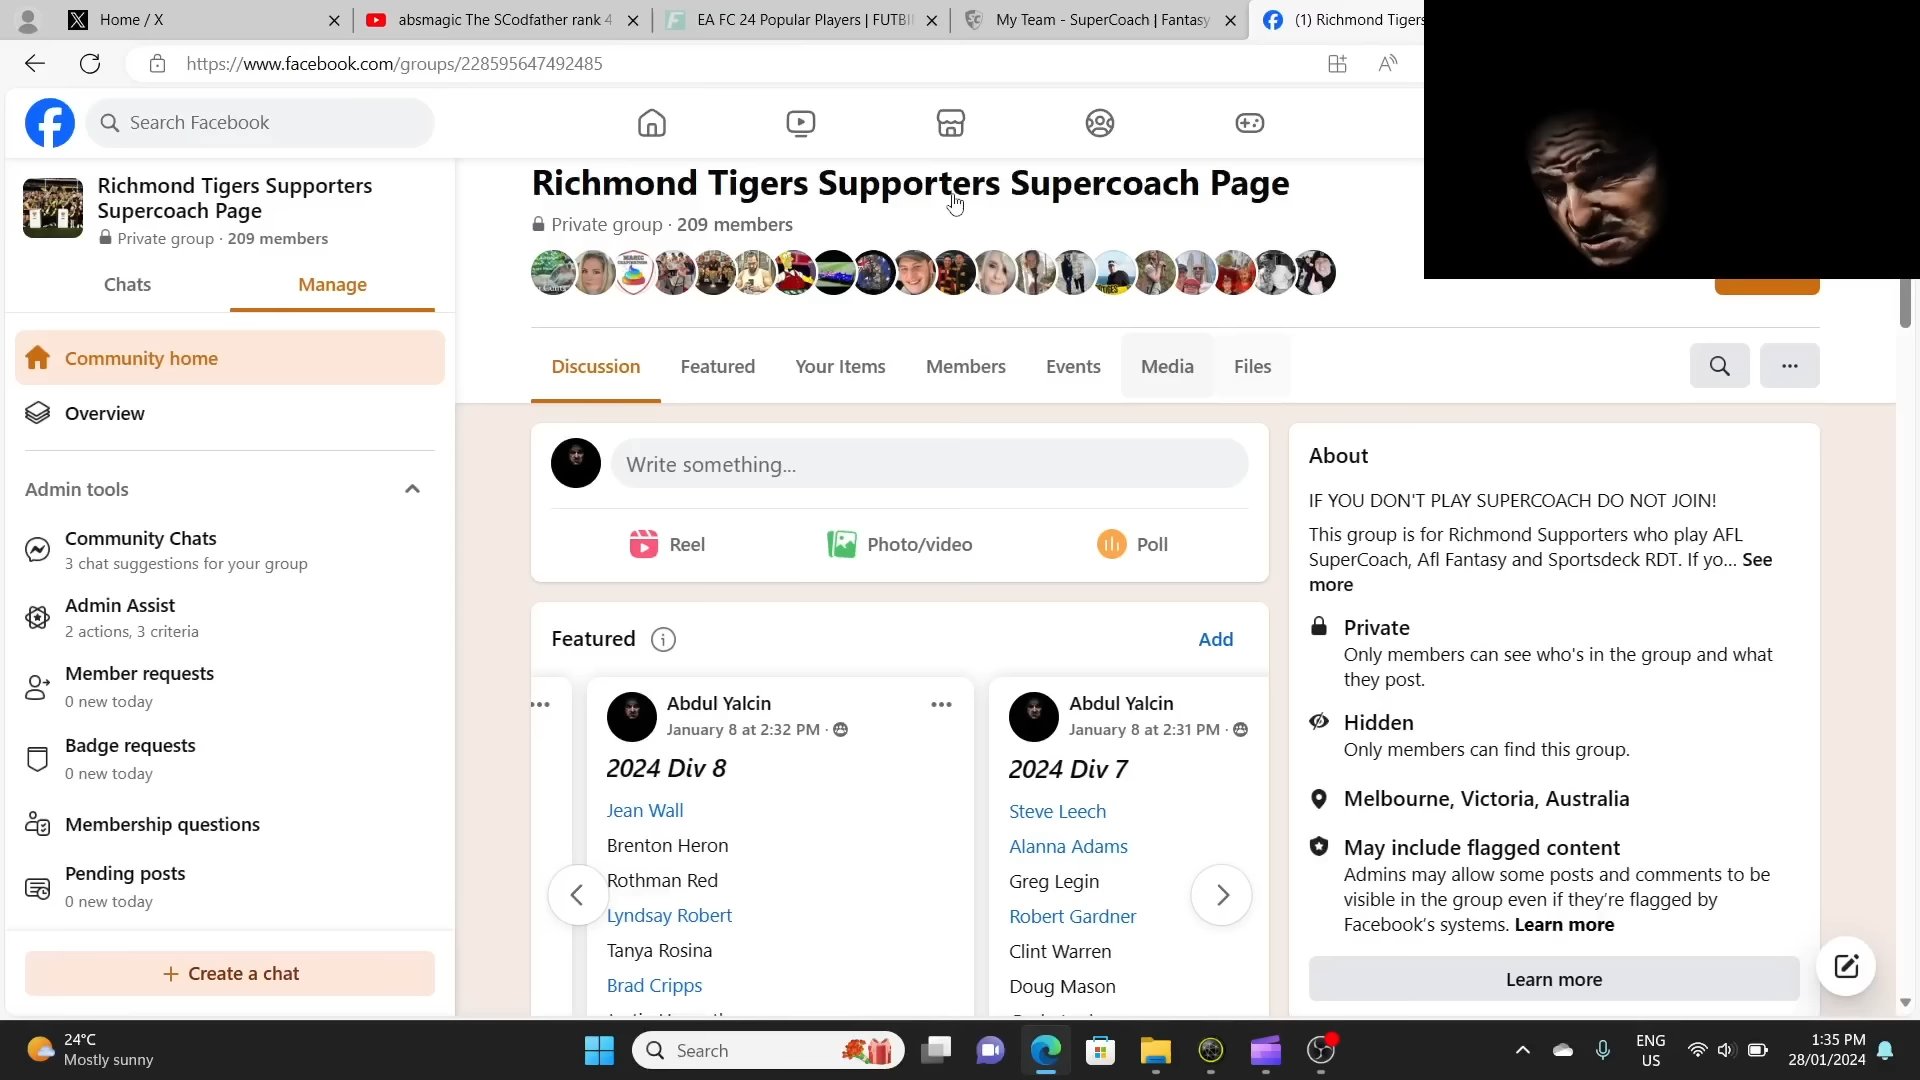 Home / X
absmagic The SCodfather rank 4
EA FC 24 Popular Players | FUTBI
My Team - SuperCoach | Fantasy
(1) Richmond Tigers
https://www.facebook.com/groups/228595647492485
Search Facebook
Richmond Tigers Supporters
Supercoach Page
Private group · 209 members
Chats
Manage
Community home
Overview
Admin tools
Community Chats
3 chat suggestions for your group
Admin Assist
2 actions, 3 criteria
Member requests
0 new today
Badge requests
0 new today
Membership questions
Pending posts
0 new today
+ Create a chat
Richmond Tigers Supporters Supercoach Page
Private group · 209 members
Discussion
Featured
Your Items
Members
Events
Media
Files
Write something...
Reel
Photo/video
Poll
Featured
Add
Abdul Yalcin
January 8 at 2:32 PM ·
2024 Div 8
Jean Wall
Brenton Heron
Rothman Red
Lyndsay Robert
Tanya Rosina
Brad Cripps
Abdul Yalcin
January 8 at 2:31 PM ·
2024 Div 7
Steve Leech
Alanna Adams
Greg Legin
Robert Gardner
Clint Warren
Doug Mason
About
IF YOU DON'T PLAY SUPERCOACH DO NOT JOIN!
This group is for Richmond Supporters who play AFL
SuperCoach, Afl Fantasy and Sportsdeck RDT. If yo... See
more
Private
Only members can see who's in the group and what
they post.
Hidden
Only members can find this group.
Melbourne, Victoria, Australia
May include flagged content
Admins may allow some posts and comments to be
visible in the group even if they're flagged by
Facebook's systems. Learn more
Learn more
24°C
Mostly sunny
Search
ENG
US
1:35 PM
28/01/2024